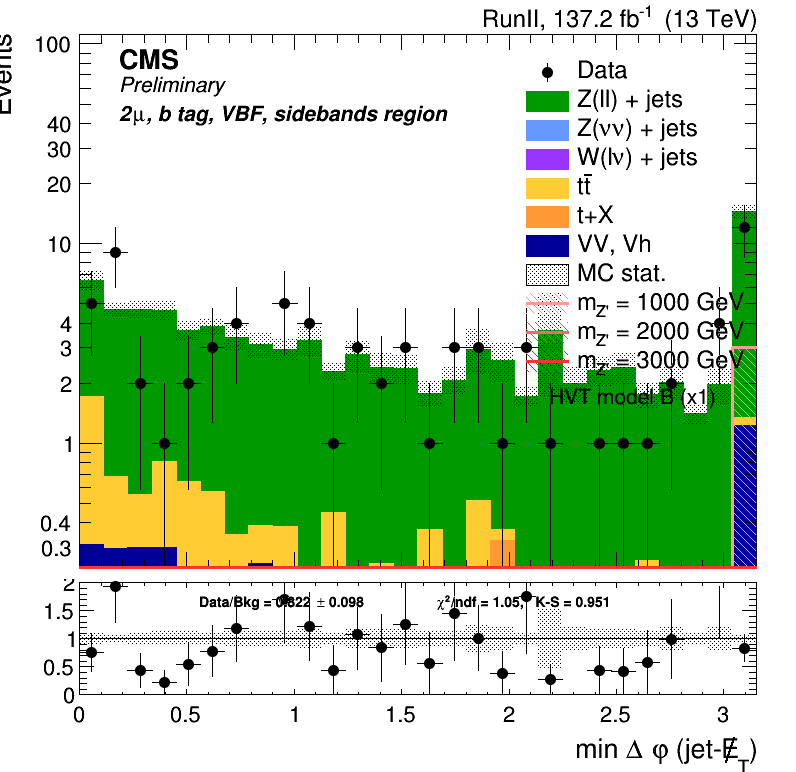 RunII, 137.2 fb⁻¹ (13 TeV)
Events
CMS
Preliminary
2μ, b tag, VBF, sidebands region
Data
Z(ll) + jets
Z(νν) + jets
W(lν) + jets
tt̄
t+X
VV, Vh
MC stat.
m_Z' = 1000 GeV
m_Z' = 2000 GeV
m_Z' = 3000 GeV
HVT model B (x1)
100
40
30
20
10
4
3
2
1
0.4
0.3
Data/Bkg = 0.822 ± 0.098
χ²/ndf = 1.05, K-S = 0.951
2
1.5
1
0.5
0
0 0.5 1 1.5 2 2.5 3
min Δ φ (jet-E̸_T)